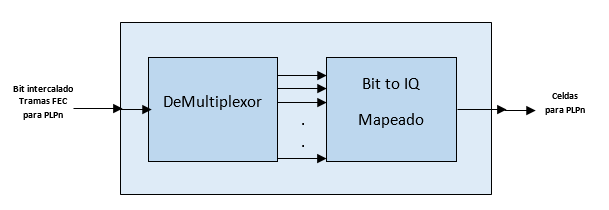 Bit intercalado
Tramas FEC
para PLPn
DeMultiplexor
Bit to IQ
Mapeado
Celdas
para PLPn